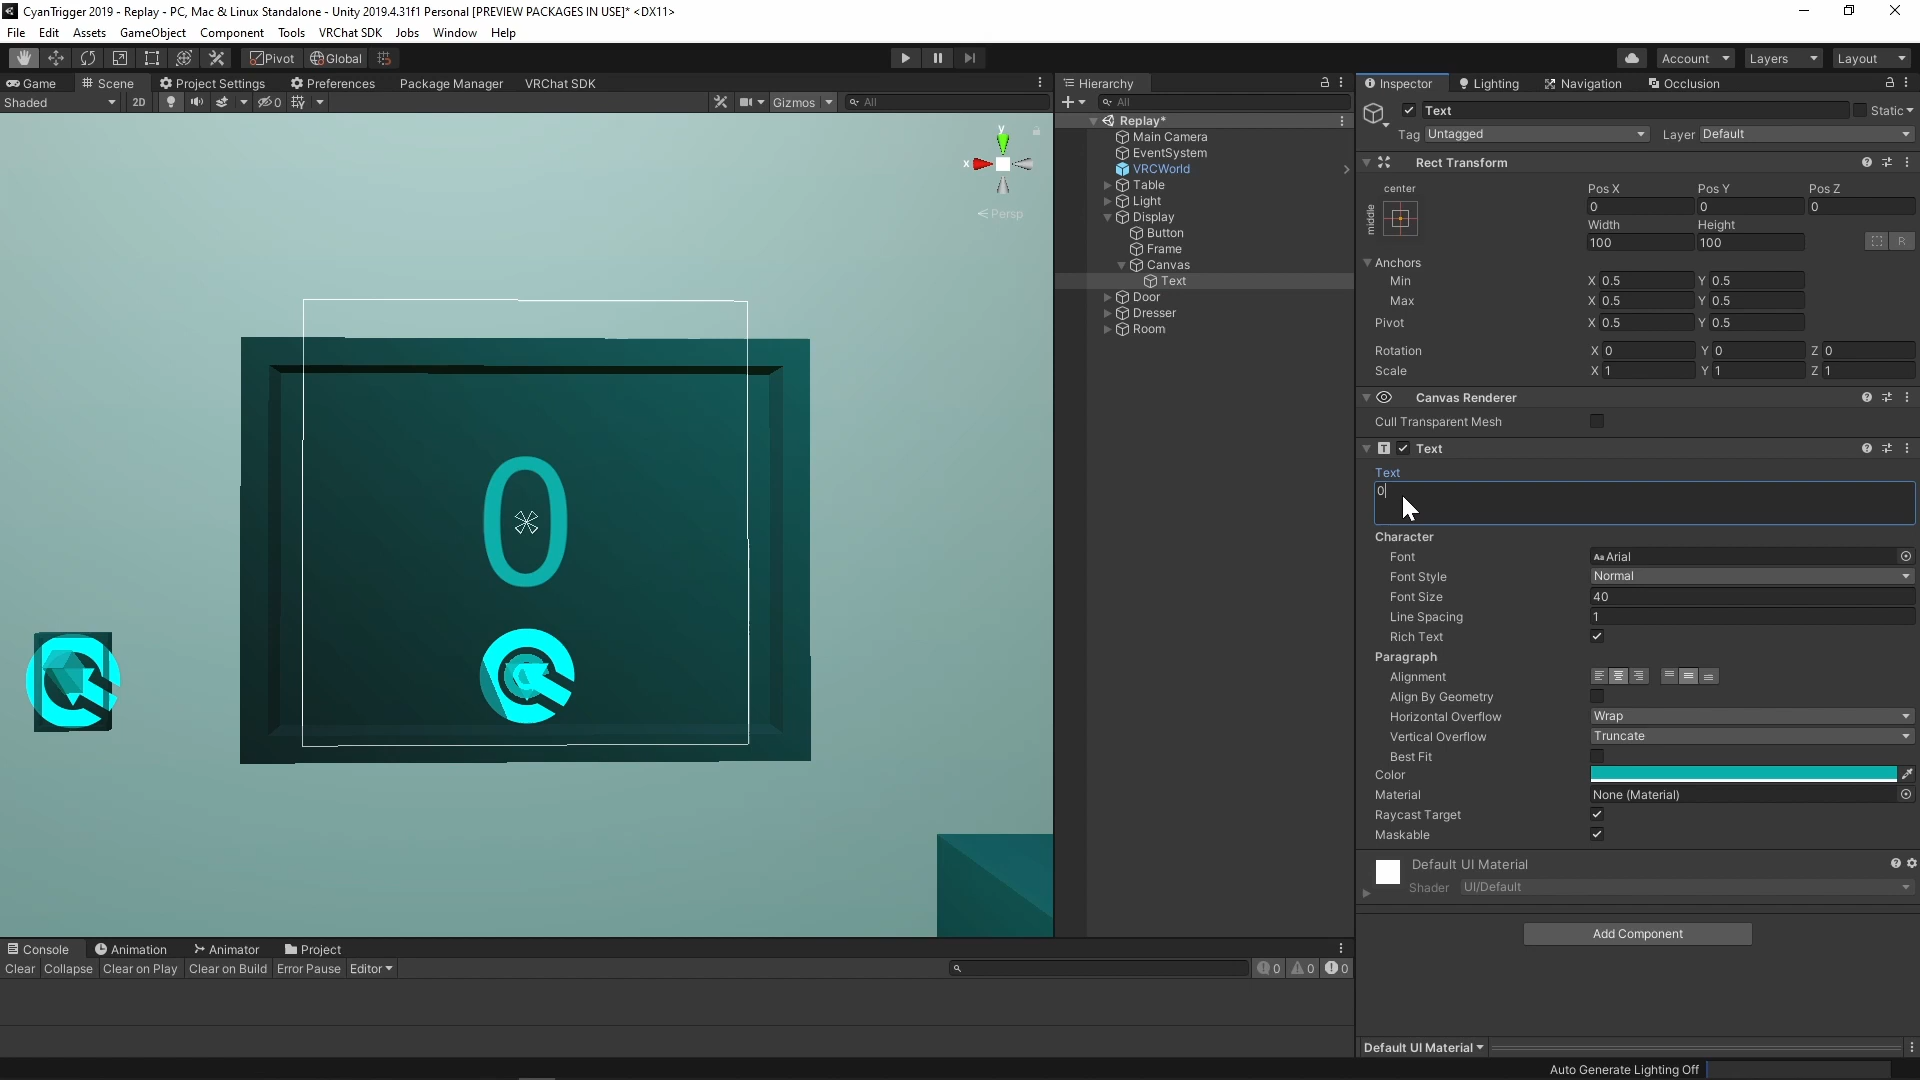 CyanTrigger 2019 - Replay - PC, Mac & Linux Standalone - Unity 2019.4.31f1 Personal [PREVIEW PACKAGES IN USE]* <DX11>
File Edit Assets GameObject Component Tools VRChat SDK Jobs Window Help
Pivot Global Account Layers Layout
Game Scene Project Settings Preferences Package Manager VRChat SDK
Shaded 2D 0 Gizmos All
y
x
Persp
0
Hierarchy
All
Replay*
Main Camera
EventSystem
VRCWorld
Table
Light
Display
Button
Frame
Canvas
Text
Door
Dresser
Room
Inspector Lighting Navigation Occlusion
Text Static
Tag Untagged Layer Default
Rect Transform
center
middle
Pos X Pos Y Pos Z
0 0 0
Width Height
100 100 R
Anchors
Min X 0.5 Y 0.5
Max X 0.5 Y 0.5
Pivot X 0.5 Y 0.5
Rotation X 0 Y 0 Z 0
Scale X 1 Y 1 Z 1
Canvas Renderer
Cull Transparent Mesh
T Text
Text
0
Character
Font Aa Arial
Font Style Normal
Font Size 40
Line Spacing 1
Rich Text
Paragraph
Alignment
Align By Geometry
Horizontal Overflow Wrap
Vertical Overflow Truncate
Best Fit
Color
Material None (Material)
Raycast Target
Maskable
Default UI Material
Shader UI/Default
Add Component
Default UI Material
Console Animation Animator Project
Clear Collapse Clear on Play Clear on Build Error Pause Editor 0 0 0
Auto Generate Lighting Off